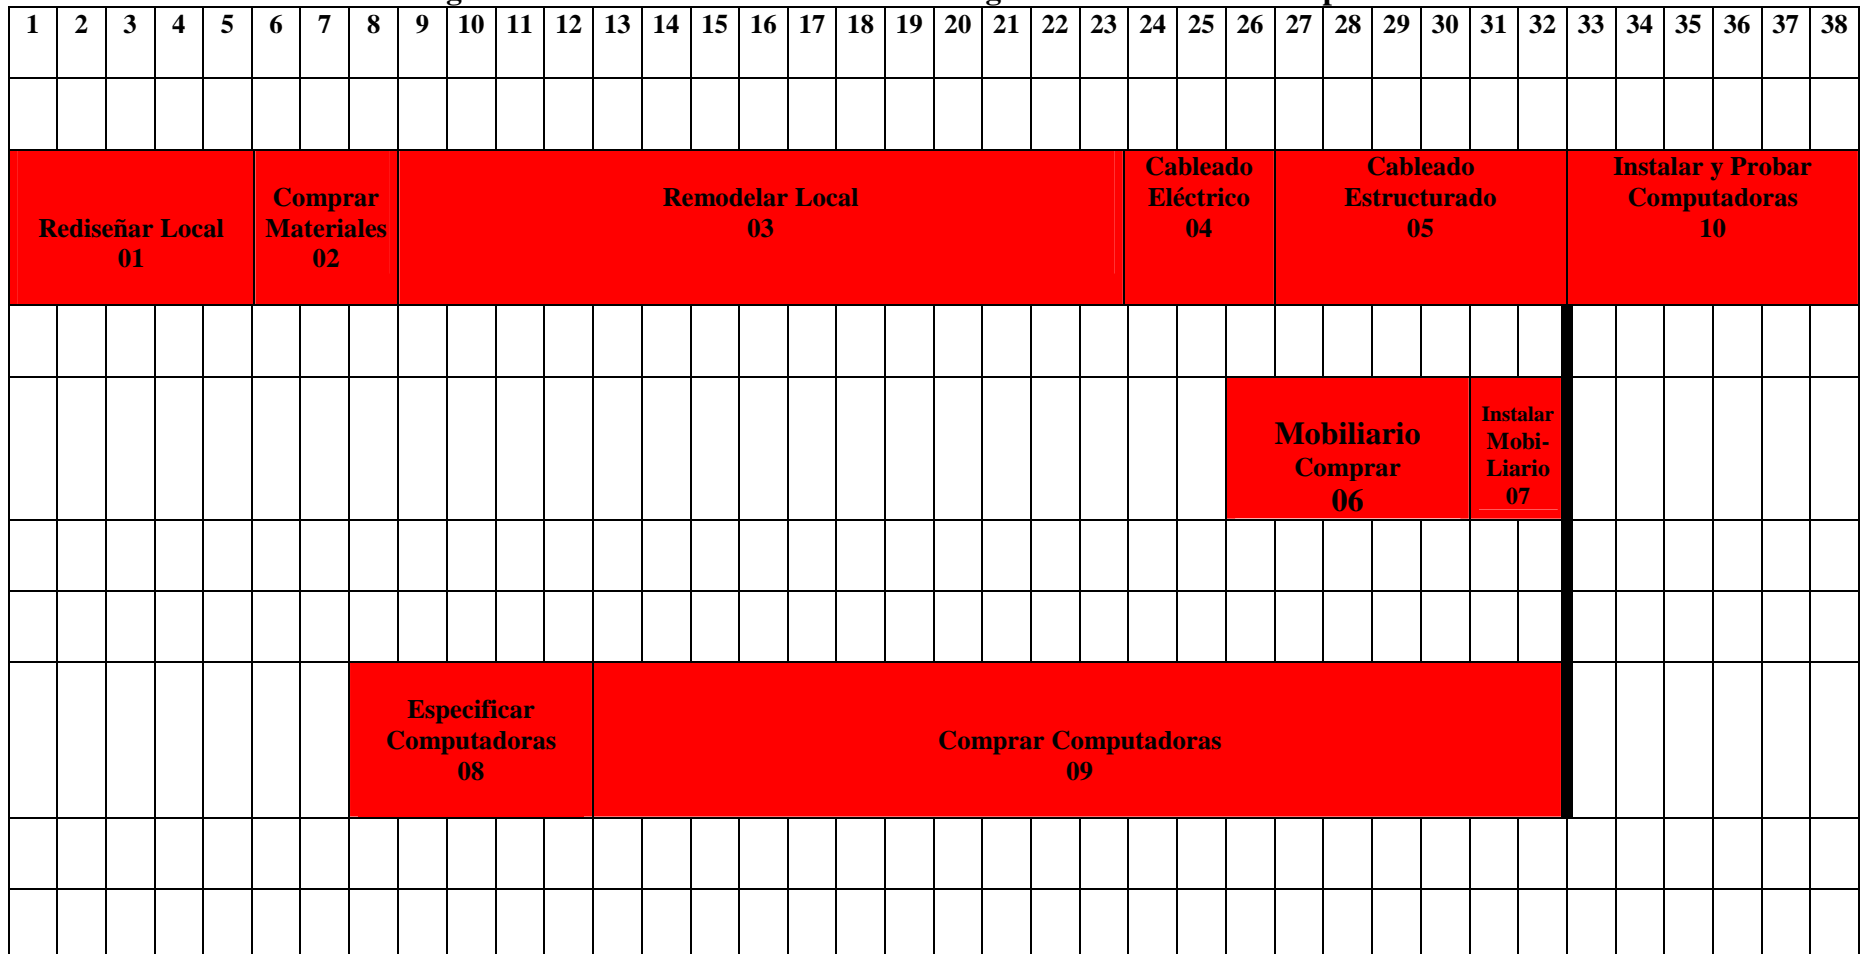 1 2 3 4 5 6 7 8 9 10 11 12 13 14 15 16 17 18 19 20 21 22 23 24 25 26 27 28 29 30 31 32 33 34 35 36 37 38
Rediseñar Local
01
Comprar
Materiales
02
Remodelar Local
03
Cableado
Eléctrico
04
Cableado
Estructurado
05
Instalar y Probar
Computadoras
10
Mobiliario
Comprar
06
Instalar
Mobi-
Liario
07
Especificar
Computadoras
08
Comprar Computadoras
09